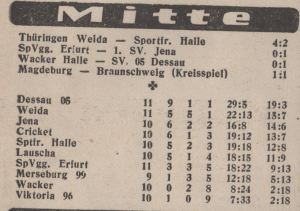 Mitte
Thüringen Weida — Sportfr. Halle 4:2
SpVgg. Erfurt — 1. SV. Jena 0:1
Wacker Halle — SV. 05 Dessau 0:1
Magdeburg — Braunschweig (Kreisspiel) 1:1
Dessau 05 11 9 1 1 29:5 19:3
Weida 11 5 5 1 22:13 15:7
Jena 10 6 2 2 16:8 14:6
Cricket 10 6 1 3 19:12 13:7
Sptfr. Halle 10 5 2 3 19:18 12:8
Lauscha 10 5 1 4 18:15 11:9
SpVgg. Erfurt 11 3 3 5 18:22 9:13
Merseburg 99 9 1 3 5 12:18 5:13
Wacker 10 0 2 8 8:24 2:18
Viktoria 96 10 1 0 9 7:33 2:18